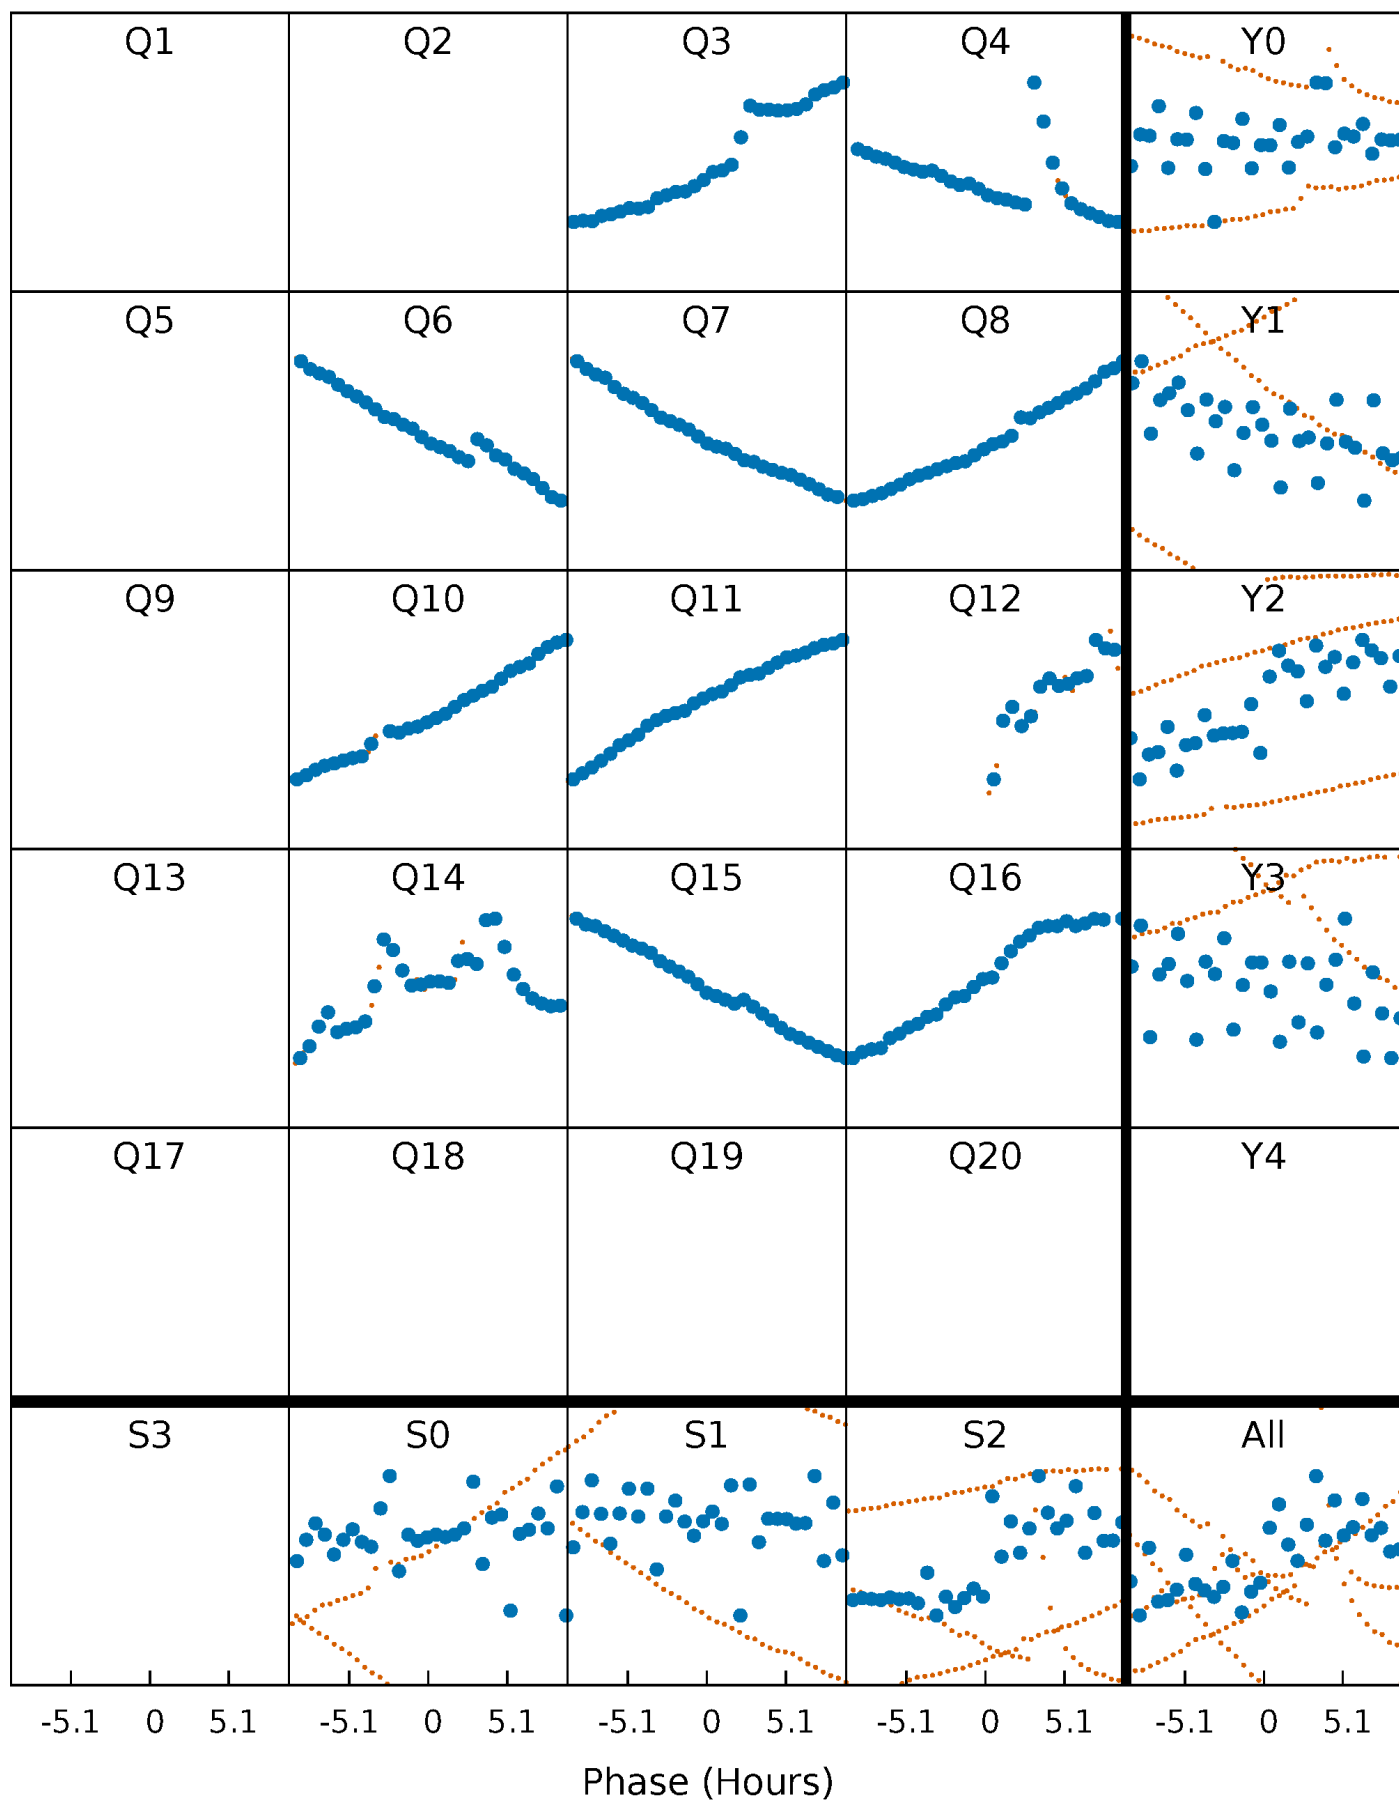 Q1 Q2 Q3 Q4 Y0
Q5 Q6 Q7 Q8 Y1
Q9 Q10 Q11 Q12 Y2
Q13 Q14 Q15 Q16 Y3
Q17 Q18 Q19 Q20 Y4
S3 S0 S1 S2 All
-5.1 0 5.1 -5.1 0 5.1 -5.1 0 5.1 -5.1 0 5.1 -5.1 0 5.1
Phase (Hours)